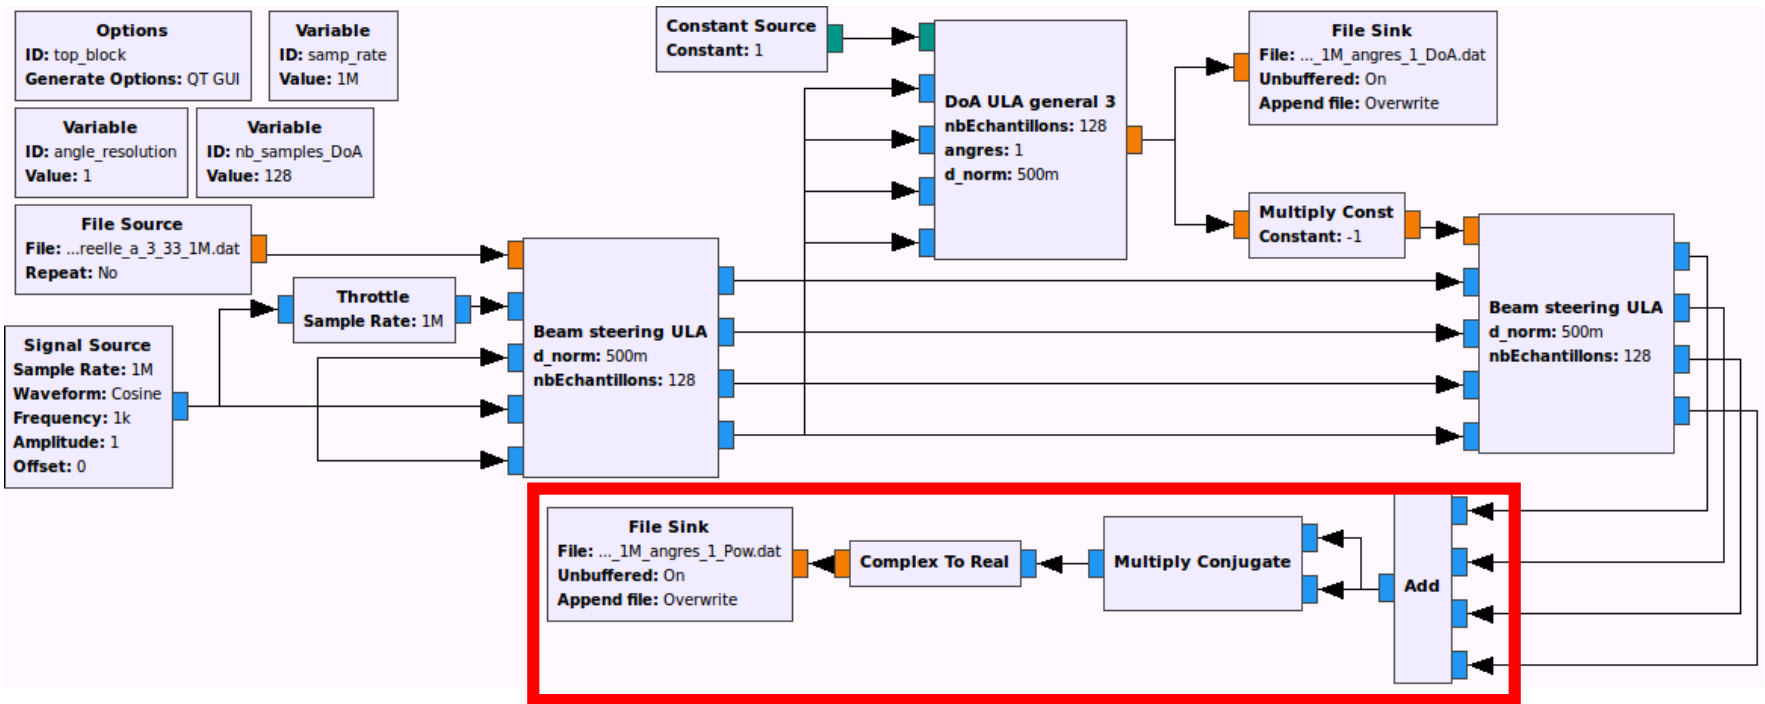 Options
ID: top_block
Generate Options: QT GUI
Variable
ID: samp_rate
Value: 1M
Variable
ID: angle_resolution
Value: 1
Variable
ID: nb_samples_DoA
Value: 128
File Source
File: ...reelle_a_3_33_1M.dat
Repeat: No
Throttle
Sample Rate: 1M
Signal Source
Sample Rate: 1M
Waveform: Cosine
Frequency: 1k
Amplitude: 1
Offset: 0
Beam steering ULA
d_norm: 500m
nbEchantillons: 128
Constant Source
Constant: 1
DoA ULA general 3
nbEchantillons: 128
angres: 1
d_norm: 500m
File Sink
File: ..._1M_angres_1_DoA.dat
Unbuffered: On
Append file: Overwrite
Multiply Const
Constant: -1
Beam steering ULA
d_norm: 500m
nbEchantillons: 128
File Sink
File: ..._1M_angres_1_Pow.dat
Unbuffered: On
Append file: Overwrite
Complex To Real
Multiply Conjugate
Add